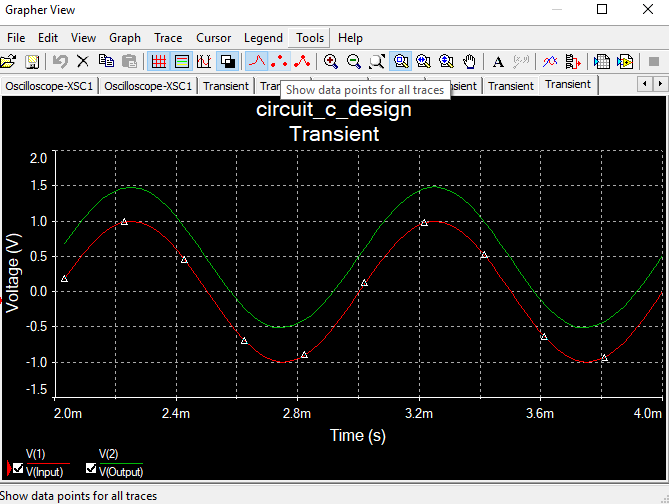 Grapher View
File Edit View Graph Trace Cursor Legend Tools Help
Oscilloscope-XSC1 Oscilloscope-XSC1 Transient Transient Transient
Show data points for all traces
circuit_c_design
Transient
2.0
1.5
1.0
0.5
0.0
-0.5
-1.0
-1.5
Voltage (V)
2.0m 2.4m 2.8m 3.2m 3.6m 4.0m
Time (s)
V(1) V(2)
V(Input) V(Output)
Show data points for all traces